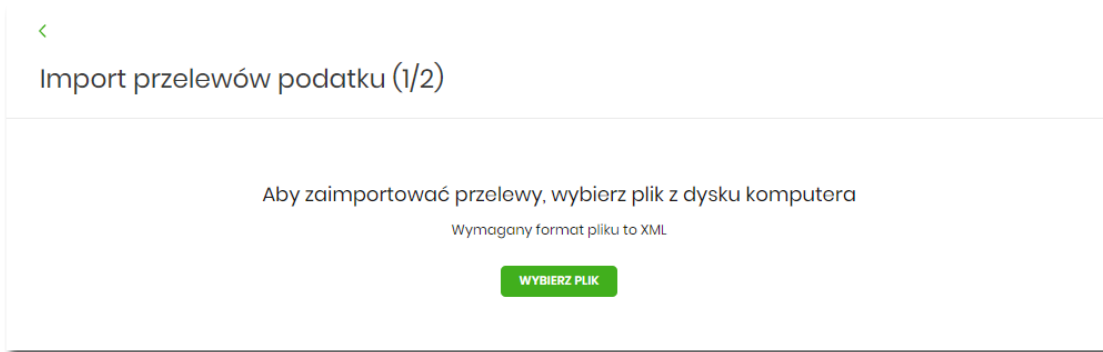 Import przelewów podatku (1/2)
Aby zaimportować przelewy, wybierz plik z dysku komputera
Wymagany format pliku to XML
WYBIERZ PLIK